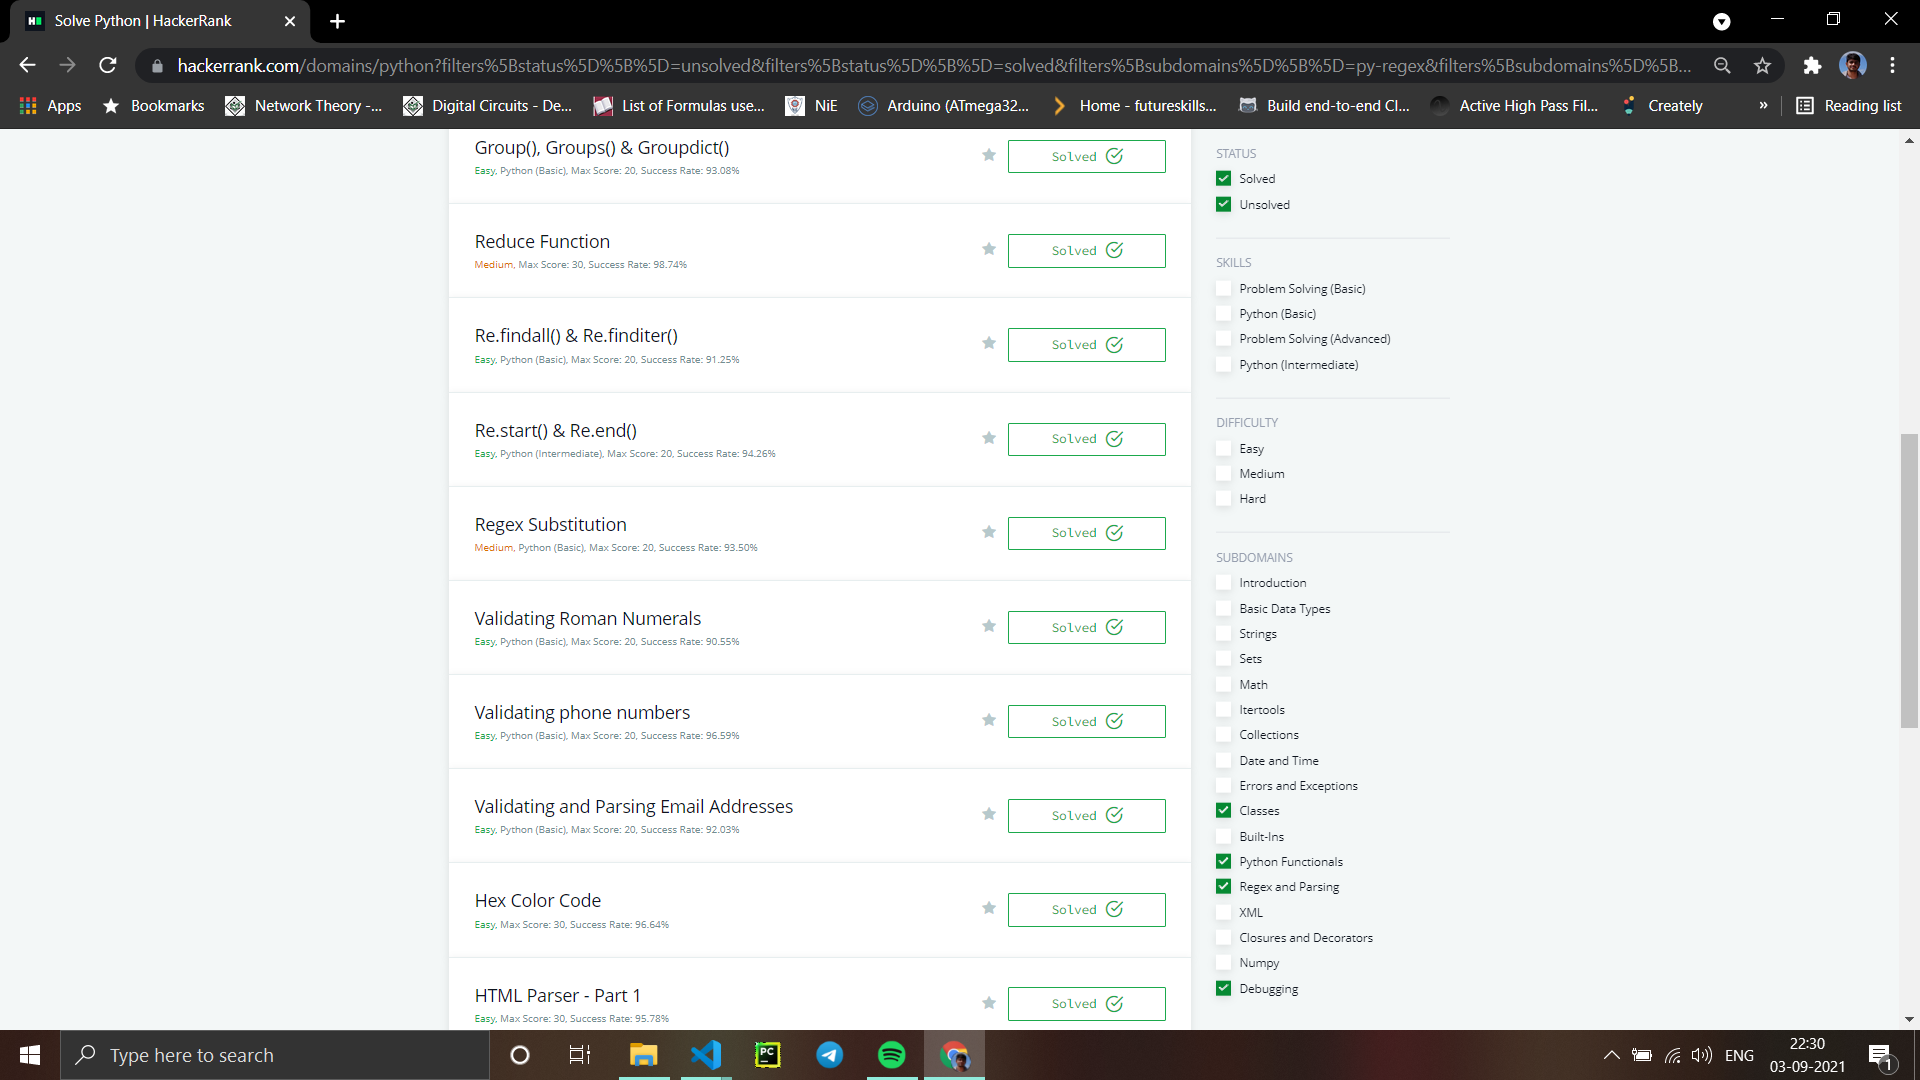 Solve Python | HackerRank
hackerrank.com/domains/python?filters%5Bstatus%5D%5B%5D=unsolved&filters%5Bstatus%5D%5B%5D=solved&filters%5Bsubdomains%5D%5B%5D=py-regex&filters%5Bsubdomains%5D%5B...
Apps Bookmarks Network Theory -... Digital Circuits - De... List of Formulas use... NiE Arduino (ATmega32... Home - futureskills... Build end-to-end Cl... Active High Pass Fil... Creately » Reading list
Group(), Groups() & Groupdict()
Easy, Python (Basic), Max Score: 20, Success Rate: 93.08%
Solved
Reduce Function
Medium, Max Score: 30, Success Rate: 98.74%
Solved
Re.findall() & Re.finditer()
Easy, Python (Basic), Max Score: 20, Success Rate: 91.25%
Solved
Re.start() & Re.end()
Easy, Python (Intermediate), Max Score: 20, Success Rate: 94.26%
Solved
Regex Substitution
Medium, Python (Basic), Max Score: 20, Success Rate: 93.50%
Solved
Validating Roman Numerals
Easy, Python (Basic), Max Score: 20, Success Rate: 90.55%
Solved
Validating phone numbers
Easy, Python (Basic), Max Score: 20, Success Rate: 96.59%
Solved
Validating and Parsing Email Addresses
Easy, Python (Basic), Max Score: 20, Success Rate: 92.03%
Solved
Hex Color Code
Easy, Max Score: 30, Success Rate: 96.64%
Solved
HTML Parser - Part 1
Easy, Max Score: 30, Success Rate: 95.78%
Solved
STATUS
Solved
Unsolved
SKILLS
Problem Solving (Basic)
Python (Basic)
Problem Solving (Advanced)
Python (Intermediate)
DIFFICULTY
Easy
Medium
Hard
SUBDOMAINS
Introduction
Basic Data Types
Strings
Sets
Math
Itertools
Collections
Date and Time
Errors and Exceptions
Classes
Built-Ins
Python Functionals
Regex and Parsing
XML
Closures and Decorators
Numpy
Debugging
Type here to search
PC
ENG
22:30
03-09-2021
1